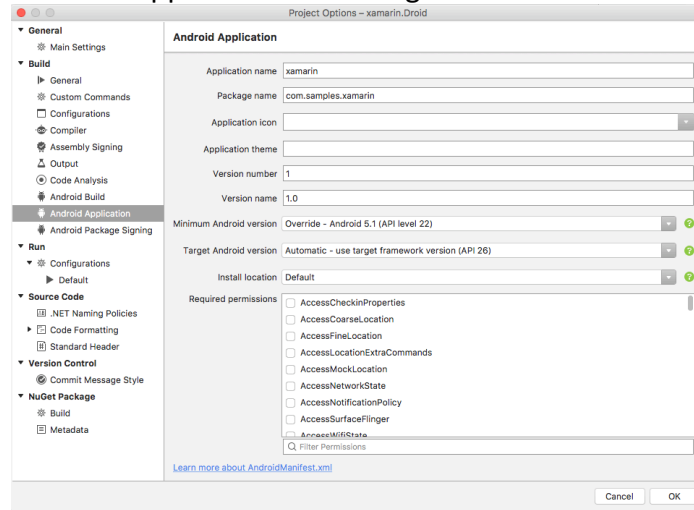 Project Options – xamarin.Droid
General
Main Settings
Build
General
Custom Commands
Configurations
Compiler
Assembly Signing
Output
Code Analysis
Android Build
Android Application
Android Package Signing
Run
Configurations
Default
Source Code
.NET Naming Policies
Code Formatting
Standard Header
Version Control
Commit Message Style
NuGet Package
Build
Metadata
Android Application
Application name xamarin
Package name com.samples.xamarin
Application icon
Application theme
Version number 1
Version name 1.0
Minimum Android version Override - Android 5.1 (API level 22)
Target Android version Automatic - use target framework version (API 26)
Install location Default
Required permissions
AccessCheckinProperties
AccessCoarseLocation
AccessFineLocation
AccessLocationExtraCommands
AccessMockLocation
AccessNetworkState
AccessNotificationPolicy
AccessSurfaceFlinger
AccessWifiState
Filter Permissions
Learn more about AndroidManifest.xml
Cancel OK